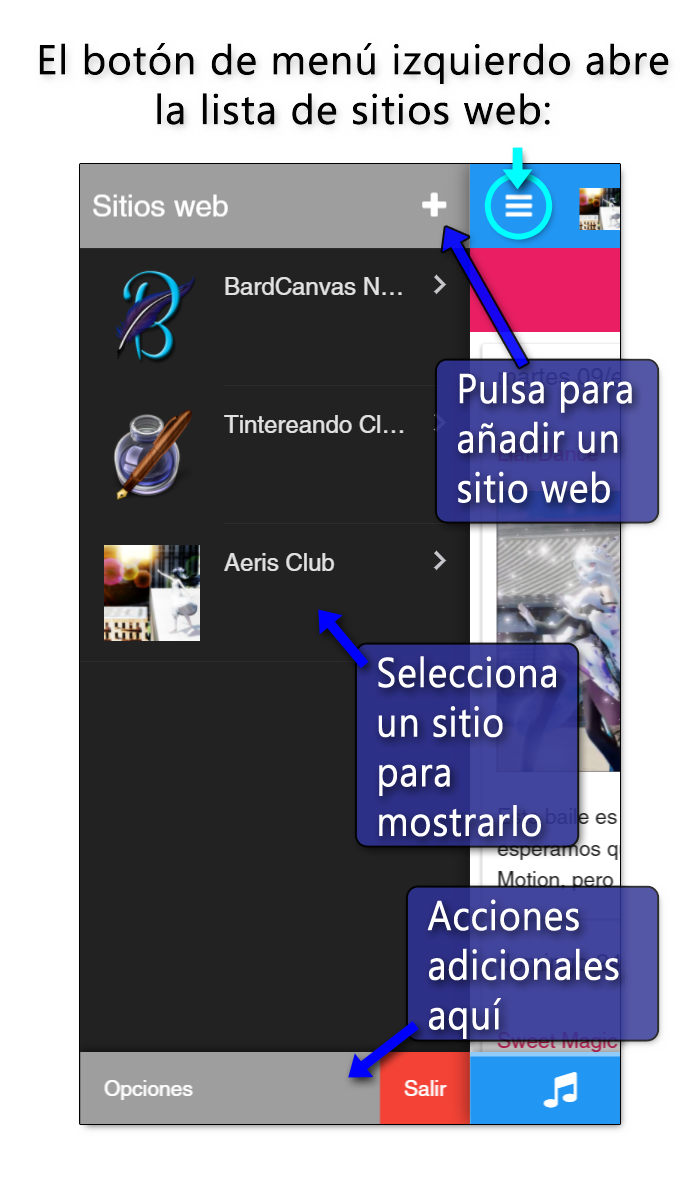 El botón de menú izquierdo abre
la lista de sitios web:
Sitios web
BardCanvas N...
Tintereando Cl...
Aeris Club
Pulsa para
añadir un
sitio web
martes 09/
Selecciona
un sitio
para
mostrarlo
baile es
esperamos q
Motion, pero
Acciones
adicionales
aquí
Sweet Magic
Opciones
Salir